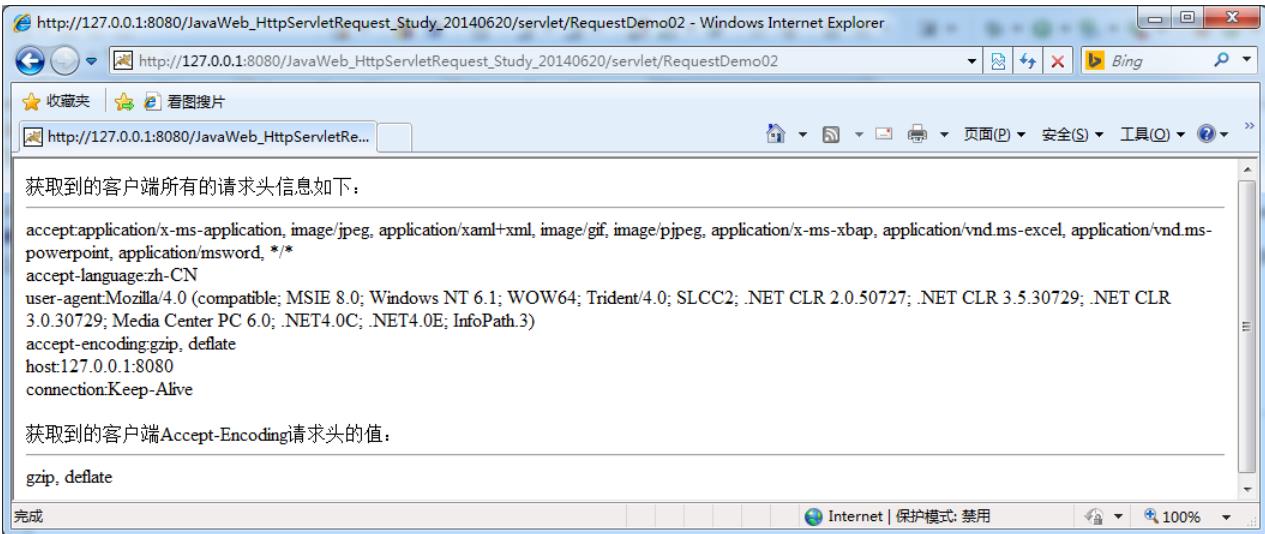 http://127.0.0.1:8080/JavaWeb_HttpServletRequest_Study_20140620/servlet/RequestDemo02 - Windows Internet Explorer
http://127.0.0.1:8080/JavaWeb_HttpServletRequest_Study_20140620/servlet/RequestDemo02
Bing
收藏夹
看图搜片
http://127.0.0.1:8080/JavaWeb_HttpServletRe...
页面(P)
安全(S)
工具(O)
获取到的客户端所有的请求头信息如下：
accept:application/x-ms-application, image/jpeg, application/xaml+xml, image/gif, image/pjpeg, application/x-ms-xbap, application/vnd.ms-excel, application/vnd.ms-
powerpoint, application/msword, */*
accept-language:zh-CN
user-agent:Mozilla/4.0 (compatible; MSIE 8.0; Windows NT 6.1; WOW64; Trident/4.0; SLCC2; .NET CLR 2.0.50727; .NET CLR 3.5.30729; .NET CLR
3.0.30729; Media Center PC 6.0; .NET4.0C; .NET4.0E; InfoPath.3)
accept-encoding:gzip, deflate
host:127.0.0.1:8080
connection:Keep-Alive
获取到的客户端Accept-Encoding请求头的值：
gzip, deflate
完成
Internet | 保护模式: 禁用
100%